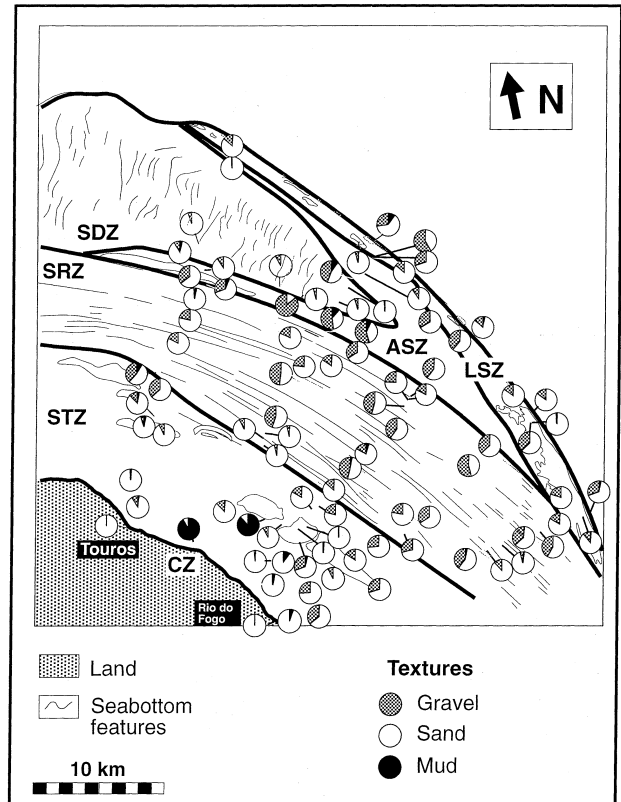 N
SDZ
SRZ
ASZ
LSZ
STZ
Touros
CZ
Rio do
Fogo
Land
Seabottom
features
10 km
Textures
Gravel
Sand
Mud